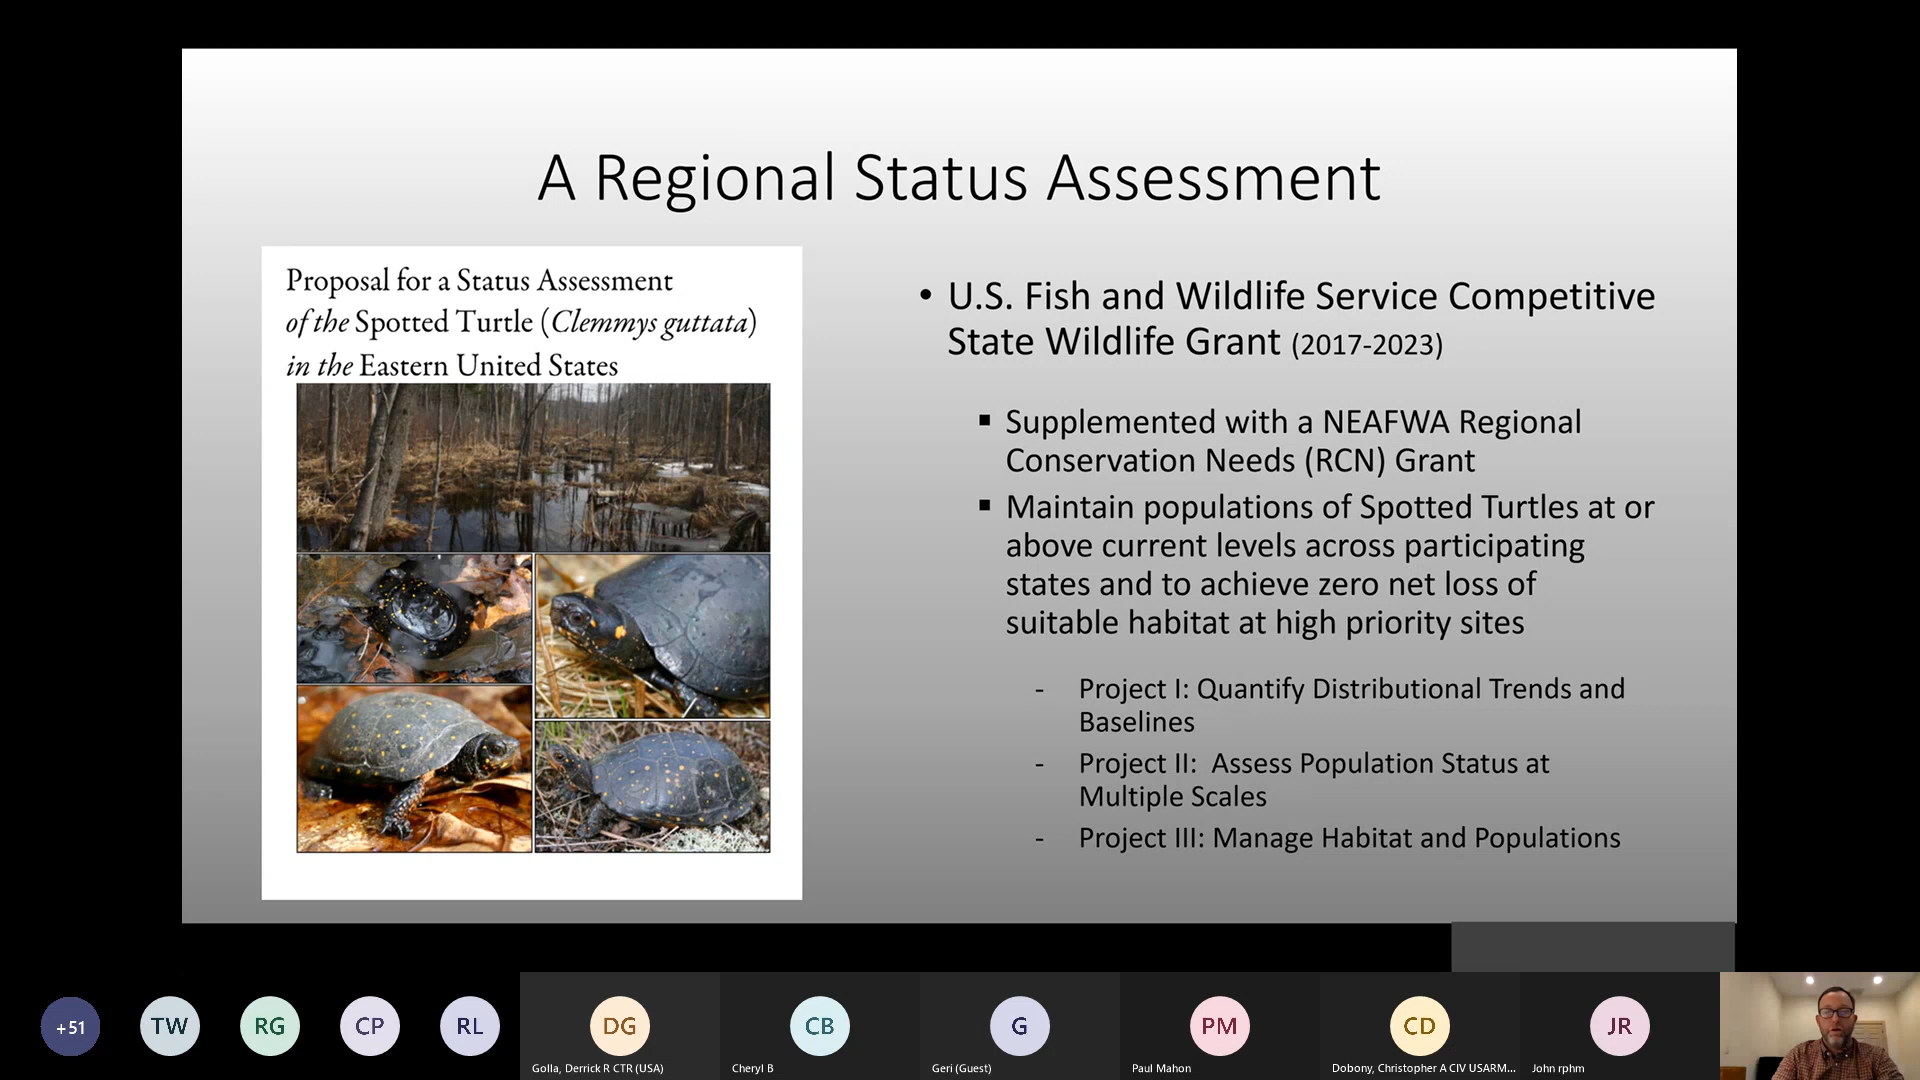 A Regional Status Assessment
Proposal for a Status Assessment
of the Spotted Turtle (Clemmys guttata)
in the Eastern United States
• U.S. Fish and Wildlife Service Competitive
State Wildlife Grant (2017-2023)
▪ Supplemented with a NEAFWA Regional
Conservation Needs (RCN) Grant
▪ Maintain populations of Spotted Turtles at or
above current levels across participating
states and to achieve zero net loss of
suitable habitat at high priority sites
- Project I: Quantify Distributional Trends and
Baselines
- Project II:  Assess Population Status at
Multiple Scales
- Project III: Manage Habitat and Populations
+51
TW
RG
CP
RL
DG
Golla, Derrick R CTR (USA)
CB
Cheryl B
G
Geri (Guest)
PM
Paul Mahon
CD
Dobony, Christopher A CIV USARM...
JR
John rphm